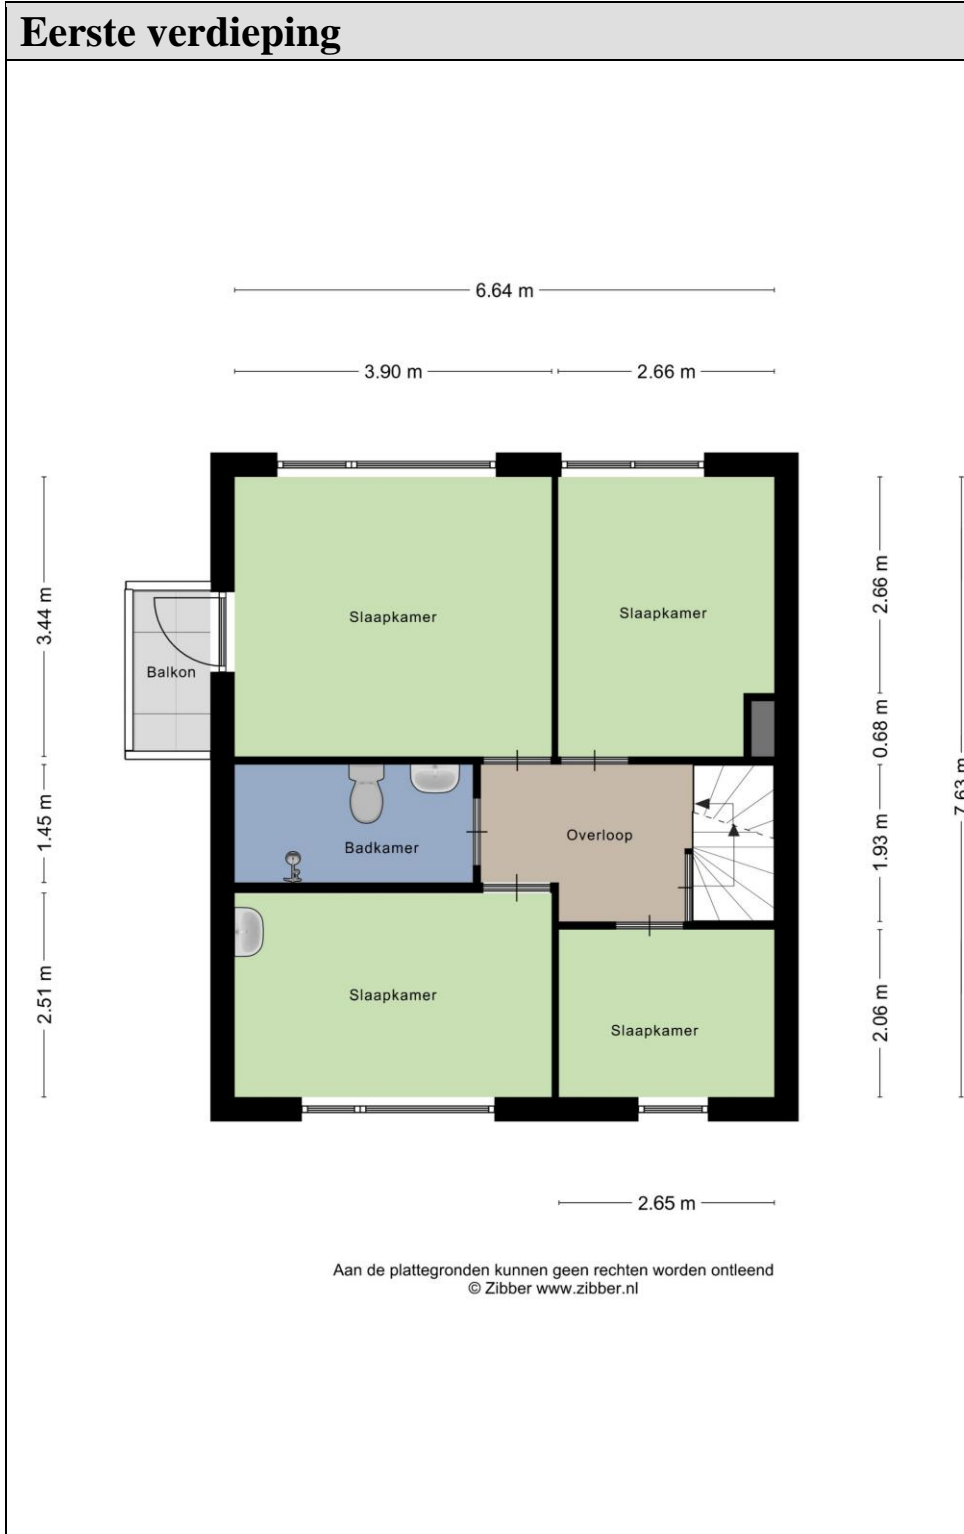 Eerste verdieping
6.64 m
3.90 m
2.66 m
3.44 m
1.45 m
2.51 m
Slaapkamer
Slaapkamer
Balkon
Badkamer
Overloop
Slaapkamer
Slaapkamer
2.66 m
0.68 m
1.93 m
2.06 m
7.63 m
2.65 m
Aan de plattegronden kunnen geen rechten worden ontleend
© Zibber www.zibber.nl